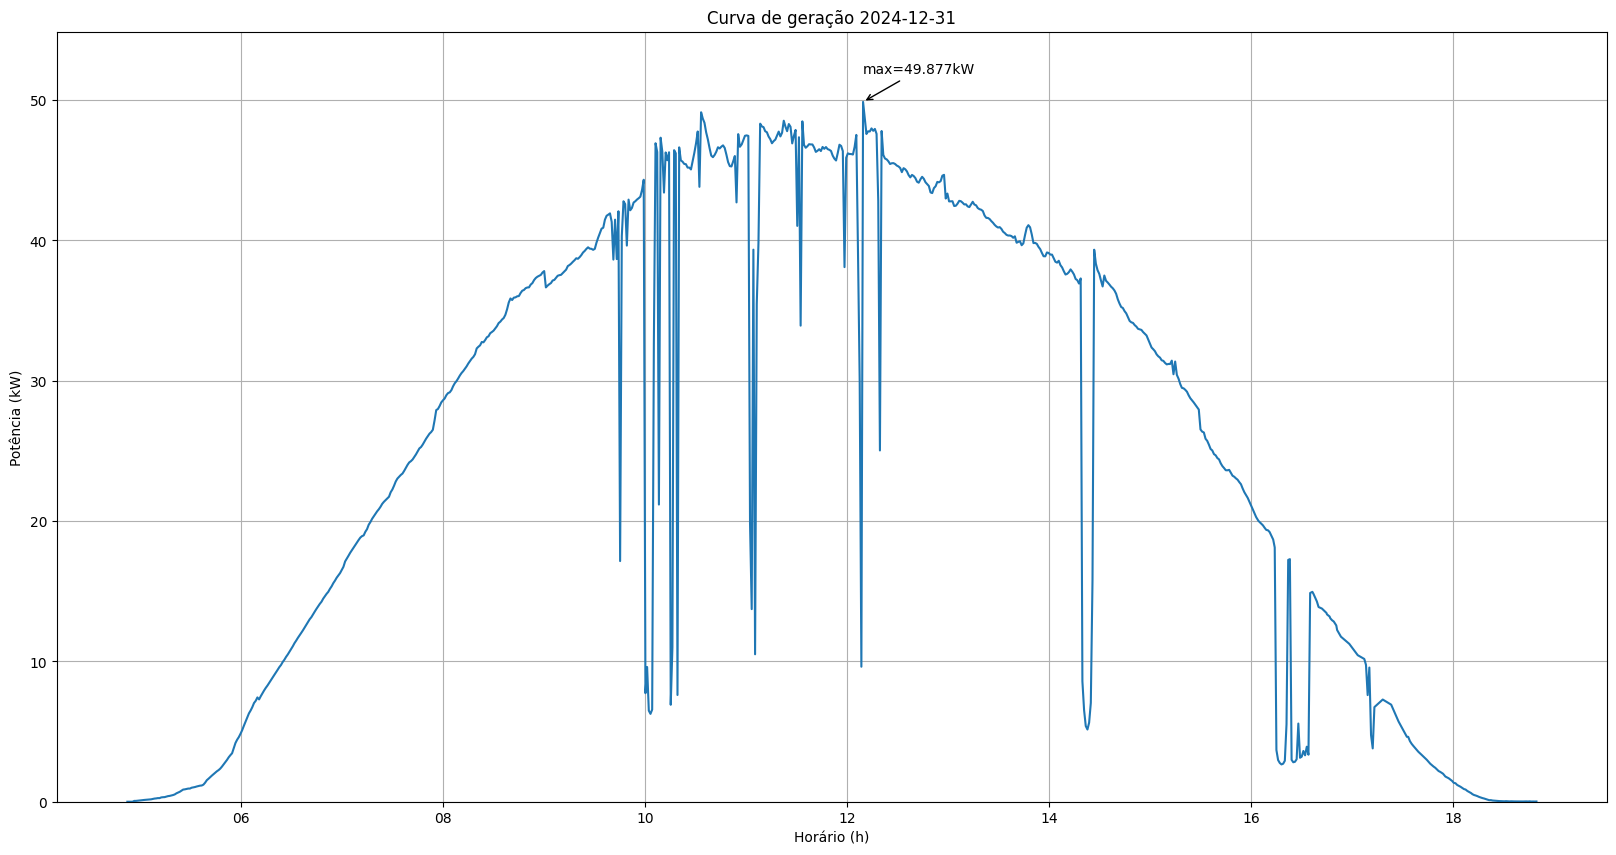 Curva de geração 2024-12-31
max=49.877kW
Potência (kW)
50
40
30
20
10
0
06 08 10 12 14 16 18
Horário (h)